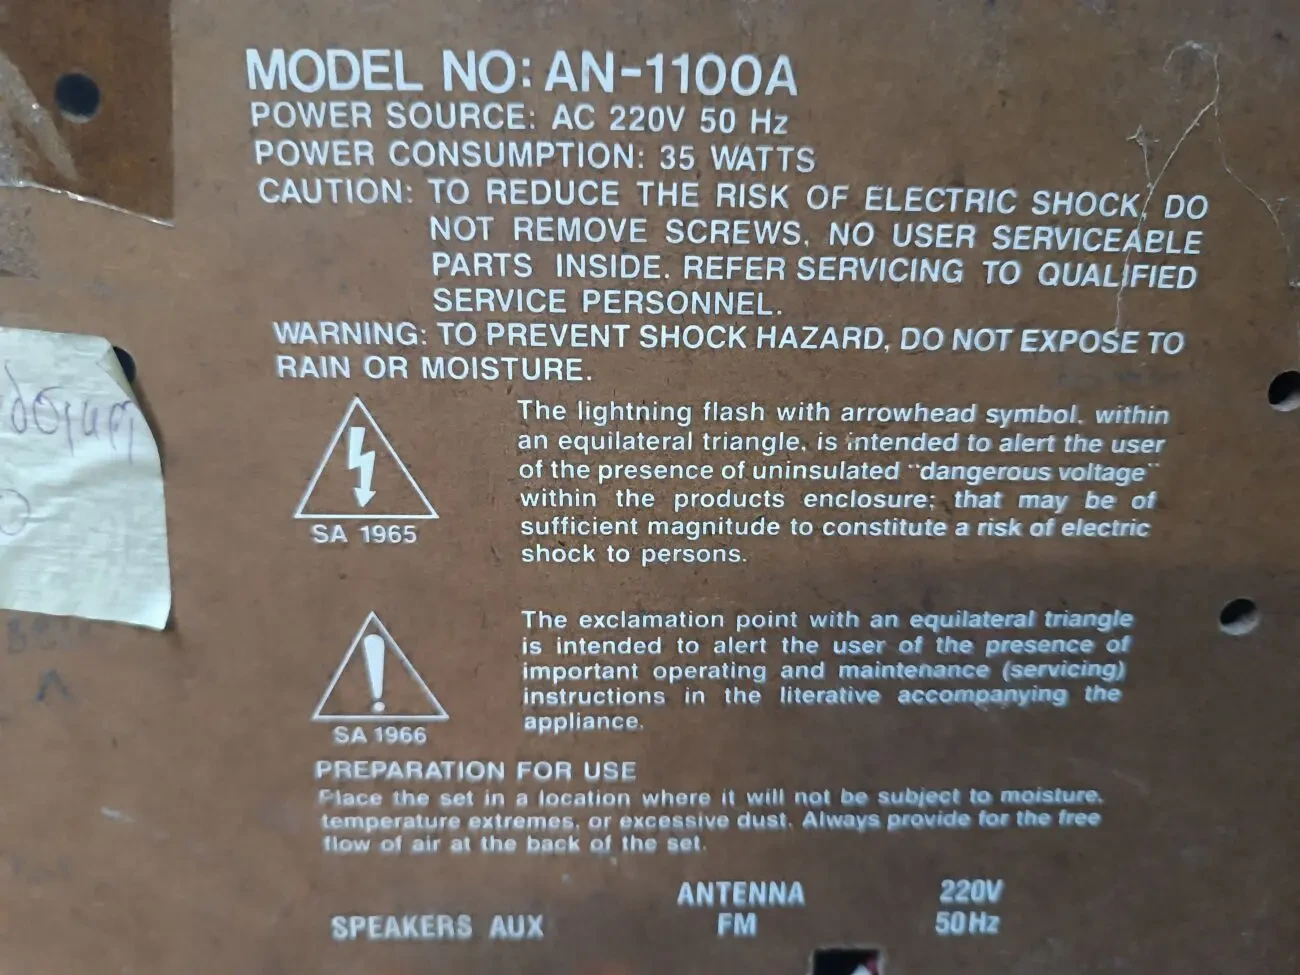 MODEL NO: AN-1100A
POWER SOURCE: AC 220V 50 Hz
POWER CONSUMPTION: 35 WATTS
CAUTION: TO REDUCE THE RISK OF ELECTRIC SHOCK, DO
NOT REMOVE SCREWS, NO USER SERVICEABLE
PARTS INSIDE. REFER SERVICING TO QUALIFIED
SERVICE PERSONNEL.
WARNING: TO PREVENT SHOCK HAZARD, DO NOT EXPOSE TO
RAIN OR MOISTURE.
The lightning flash with arrowhead symbol, within
an equilateral triangle, is intended to alert the user
of the presence of uninsulated "dangerous voltage"
within the products enclosure; that may be of
sufficient magnitude to constitute a risk of electric
shock to persons.
SA 1965
The exclamation point with an equilateral triangle
is intended to alert the user of the presence of
important operating and maintenance (servicing)
instructions in the literative accompanying the
appliance.
SA 1966
PREPARATION FOR USE
Place the set in a location where it will not be subject to moisture,
temperature extremes, or excessive dust. Always provide for the free
flow of air at the back of the set.
SPEAKERS AUX
ANTENNA
FM
220V
50Hz